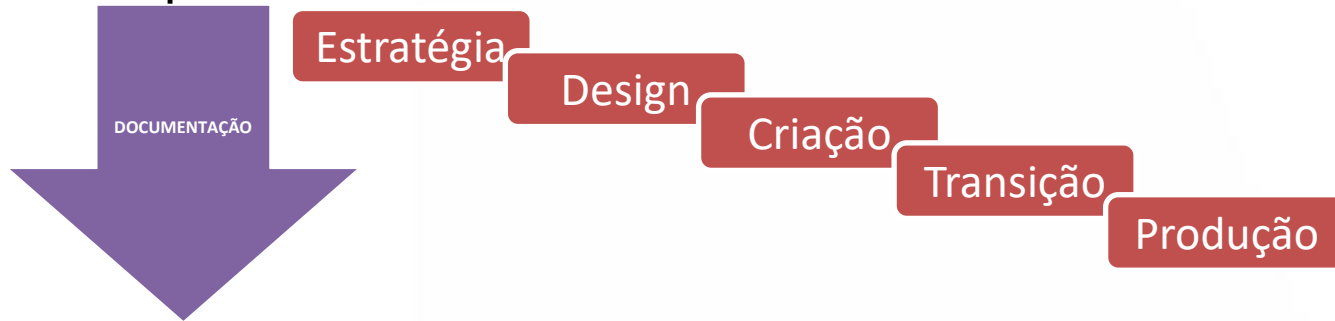 Estratégia
Design
DOCUMENTAÇÃO
Criação
Transição
Produção